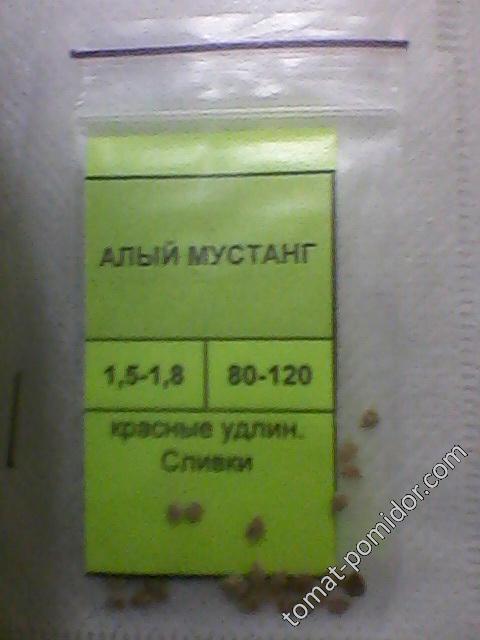 АЛЫЙ МУСТАНГ
1,5-1,8
80-120
красные удлин.
Сливки
tomat-pomidor.com